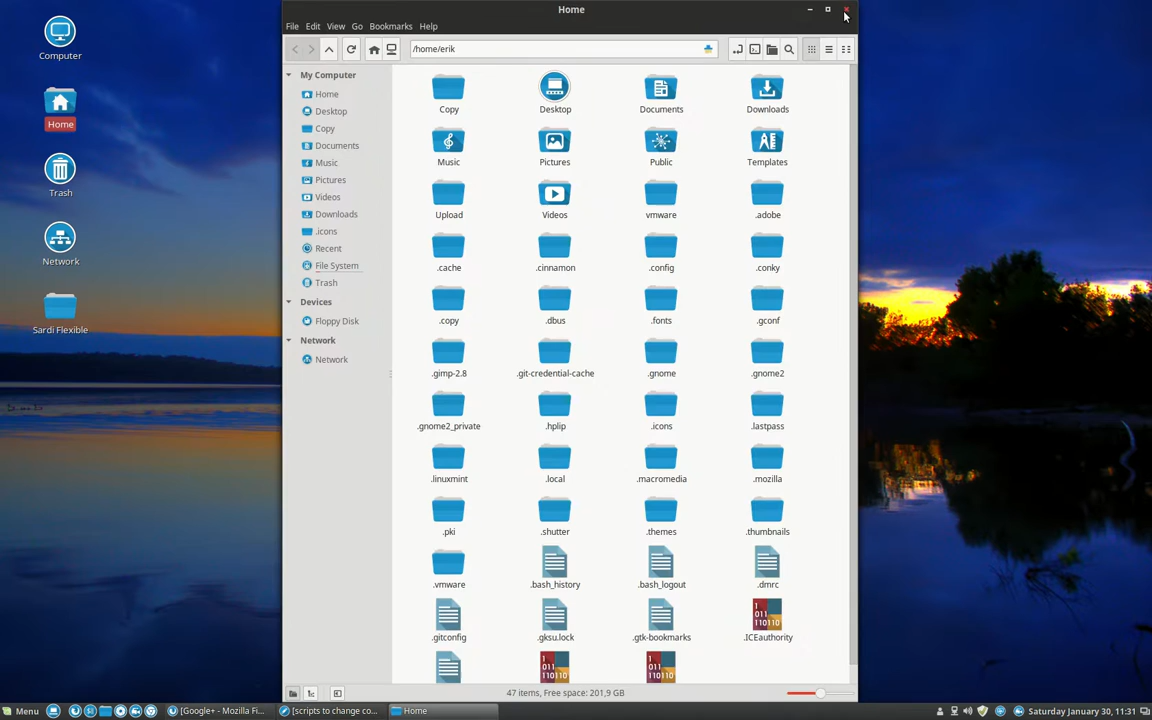 Home
File Edit View Go Bookmarks Help
/home/erik
Computer
Home
Trash
Network
Sardi Flexible
My Computer
Home
Desktop
Copy
Documents
Music
Pictures
Videos
Downloads
.icons
Recent
File System
Trash
Devices
Floppy Disk
Network
Network
Copy Desktop Documents Downloads
Music Pictures Public Templates
Upload Videos vmware .adobe
.cache .cinnamon .config .conky
.copy .dbus .fonts .gconf
.gimp-2.8 .git-credential-cache .gnome .gnome2
.gnome2_private .hplip .icons .lastpass
.linuxmint .local .macromedia .mozilla
.pki .shutter .themes .thumbnails
.vmware .bash_history .bash_logout .dmrc
.gitconfig .gksu.lock .gtk-bookmarks .ICEauthority
47 items, Free space: 201,9 GB
Menu [Google+ - Mozilla Fi... [scripts to change co... Home Saturday January 30, 11:31